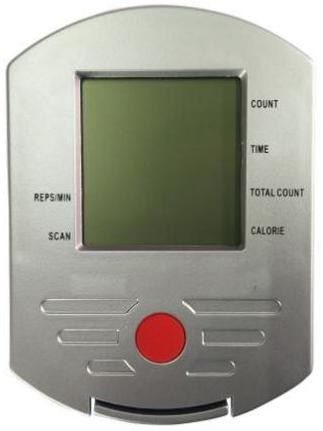 COUNT
TIME
REPS/MIN
TOTAL COUNT
SCAN
CALORIE